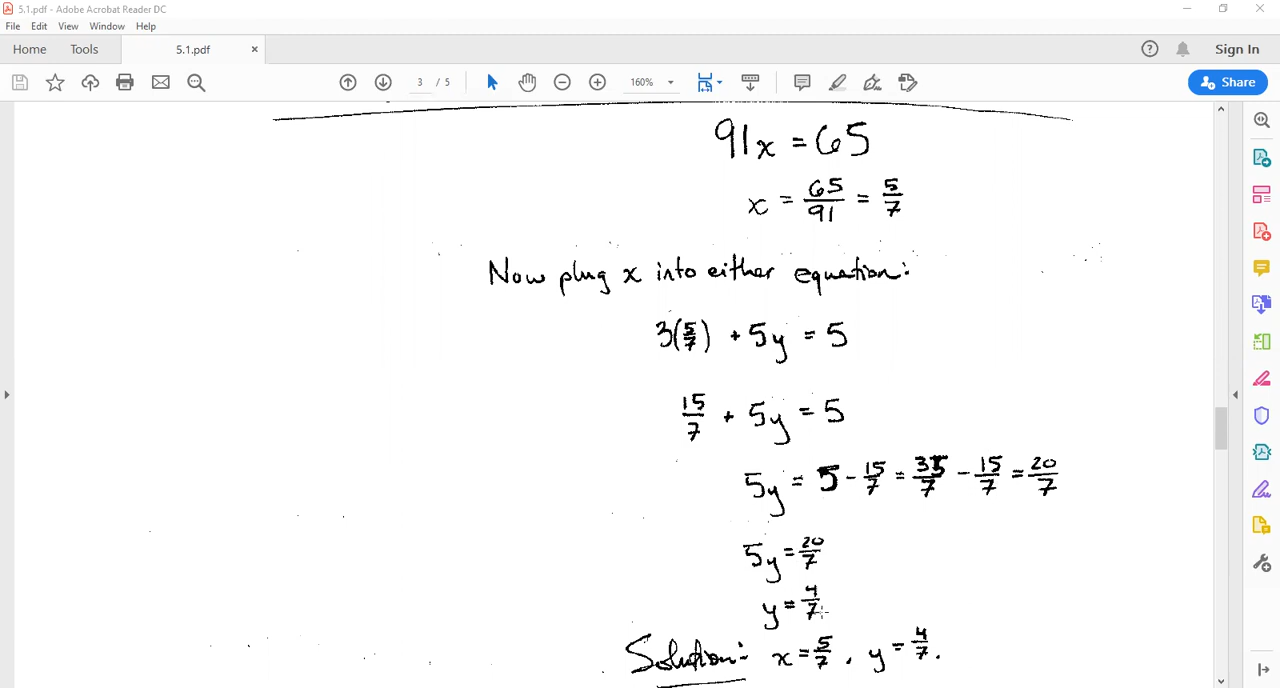 5.1.pdf - Adobe Acrobat Reader DC
File Edit View Window Help
Home Tools 5.1.pdf × Sign In
3 / 5 160% Share
91x = 65
x = 65/91 = 5/7
Now plug x into either equation:
3(5/7) + 5y = 5
15/7 + 5y = 5
5y = 5 - 15/7 = 35/7 - 15/7 = 20/7
5y = 20/7
y = 4/7
Solution: x = 5/7, y = 4/7.